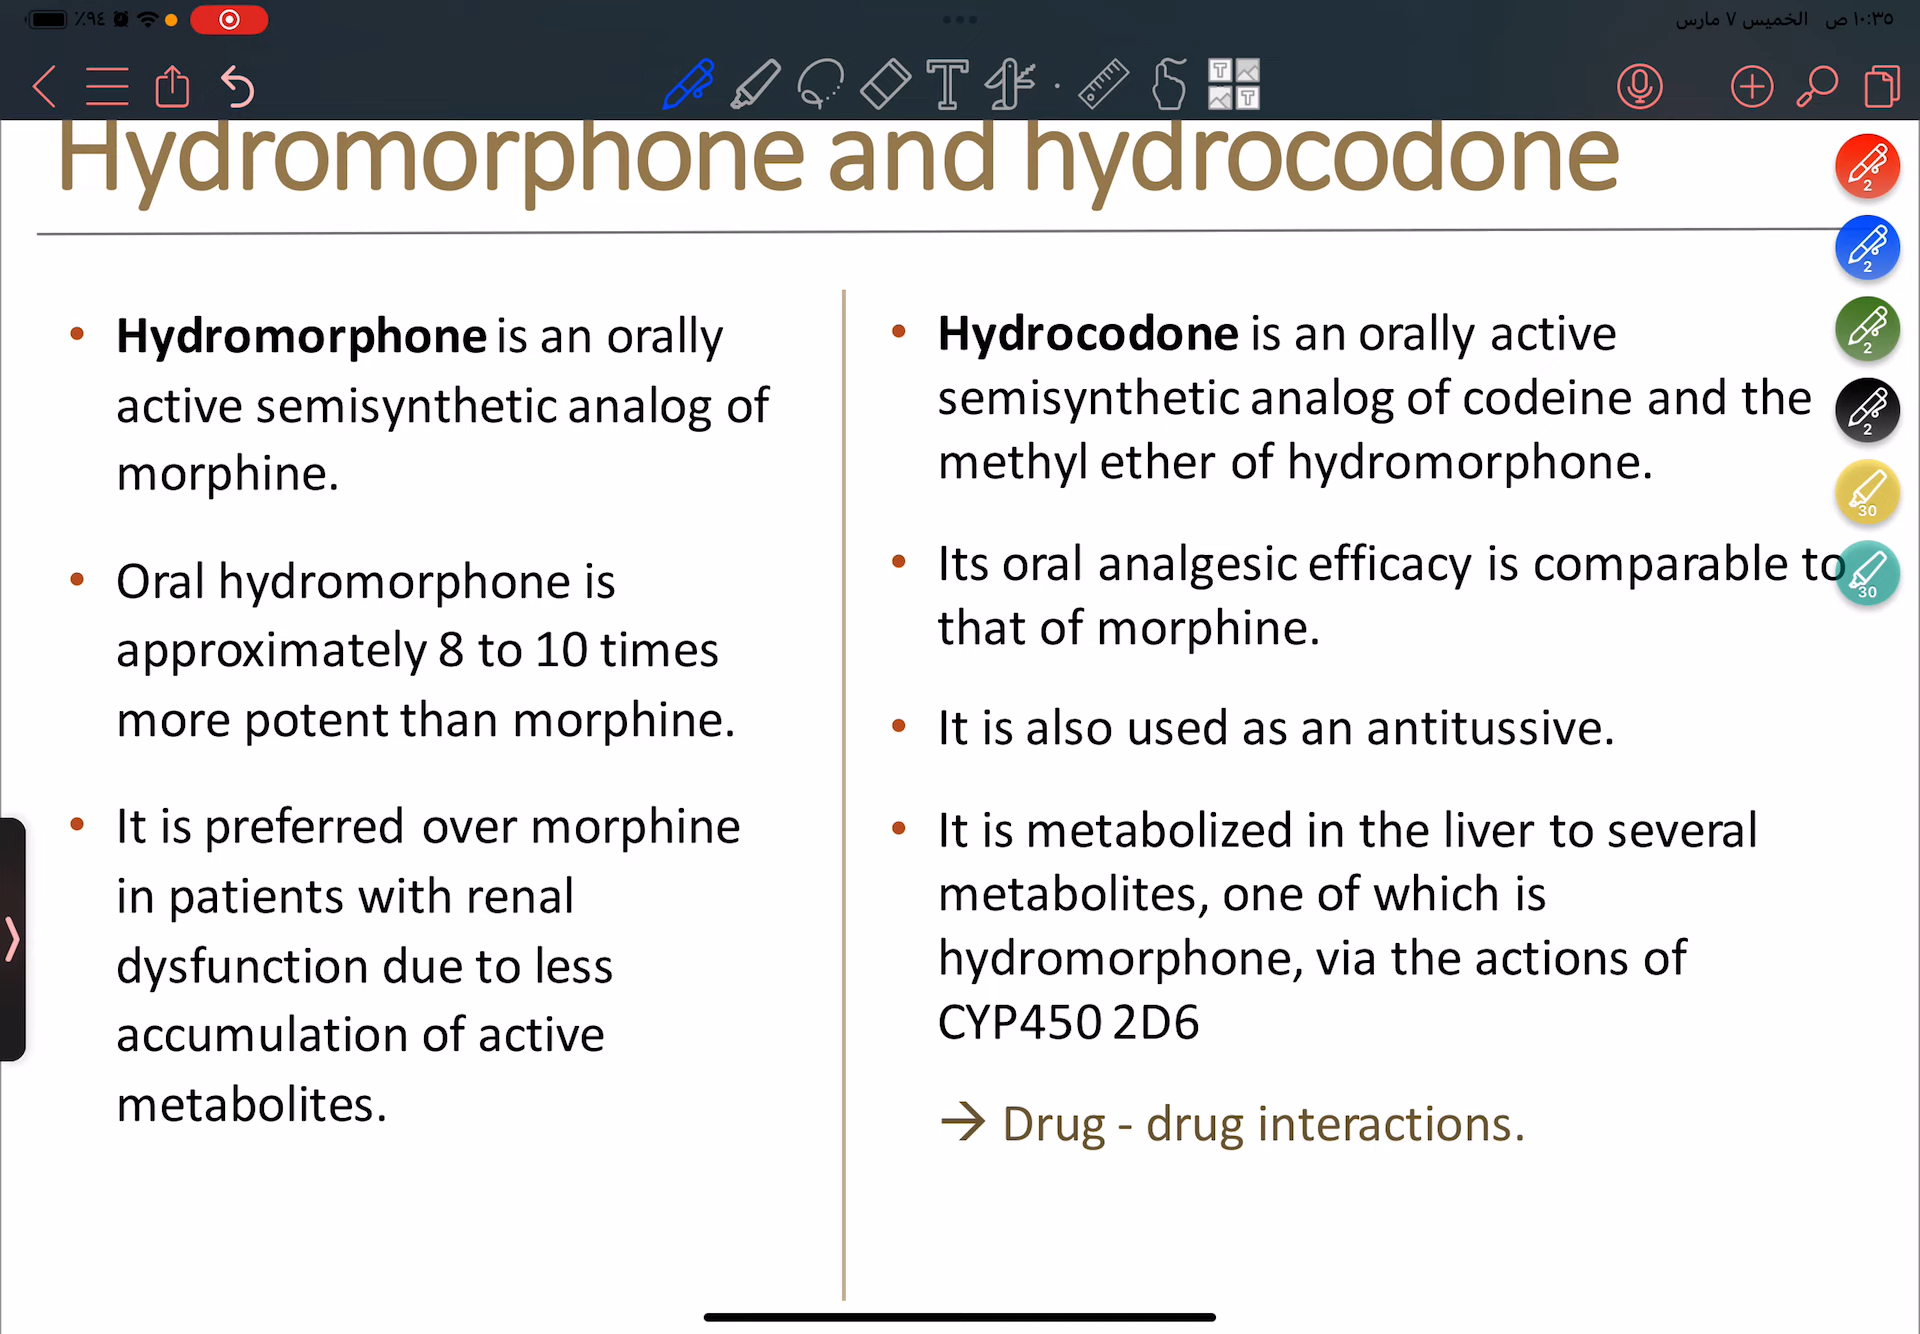 ٪٩٤
الخميس ٧ مارس ١٠:٣٥ ص
T
T
T
Hydromorphone and hydrocodone
• Hydromorphone is an orally
active semisynthetic analog of
morphine.
• Oral hydromorphone is
approximately 8 to 10 times
more potent than morphine.
• It is preferred over morphine
in patients with renal
dysfunction due to less
accumulation of active
metabolites.
• Hydrocodone is an orally active
semisynthetic analog of codeine and the
methyl ether of hydromorphone.
• Its oral analgesic efficacy is comparable to
that of morphine.
• It is also used as an antitussive.
• It is metabolized in the liver to several
metabolites, one of which is
hydromorphone, via the actions of
CYP450 2D6
→ Drug - drug interactions.
2
2
2
2
30
30